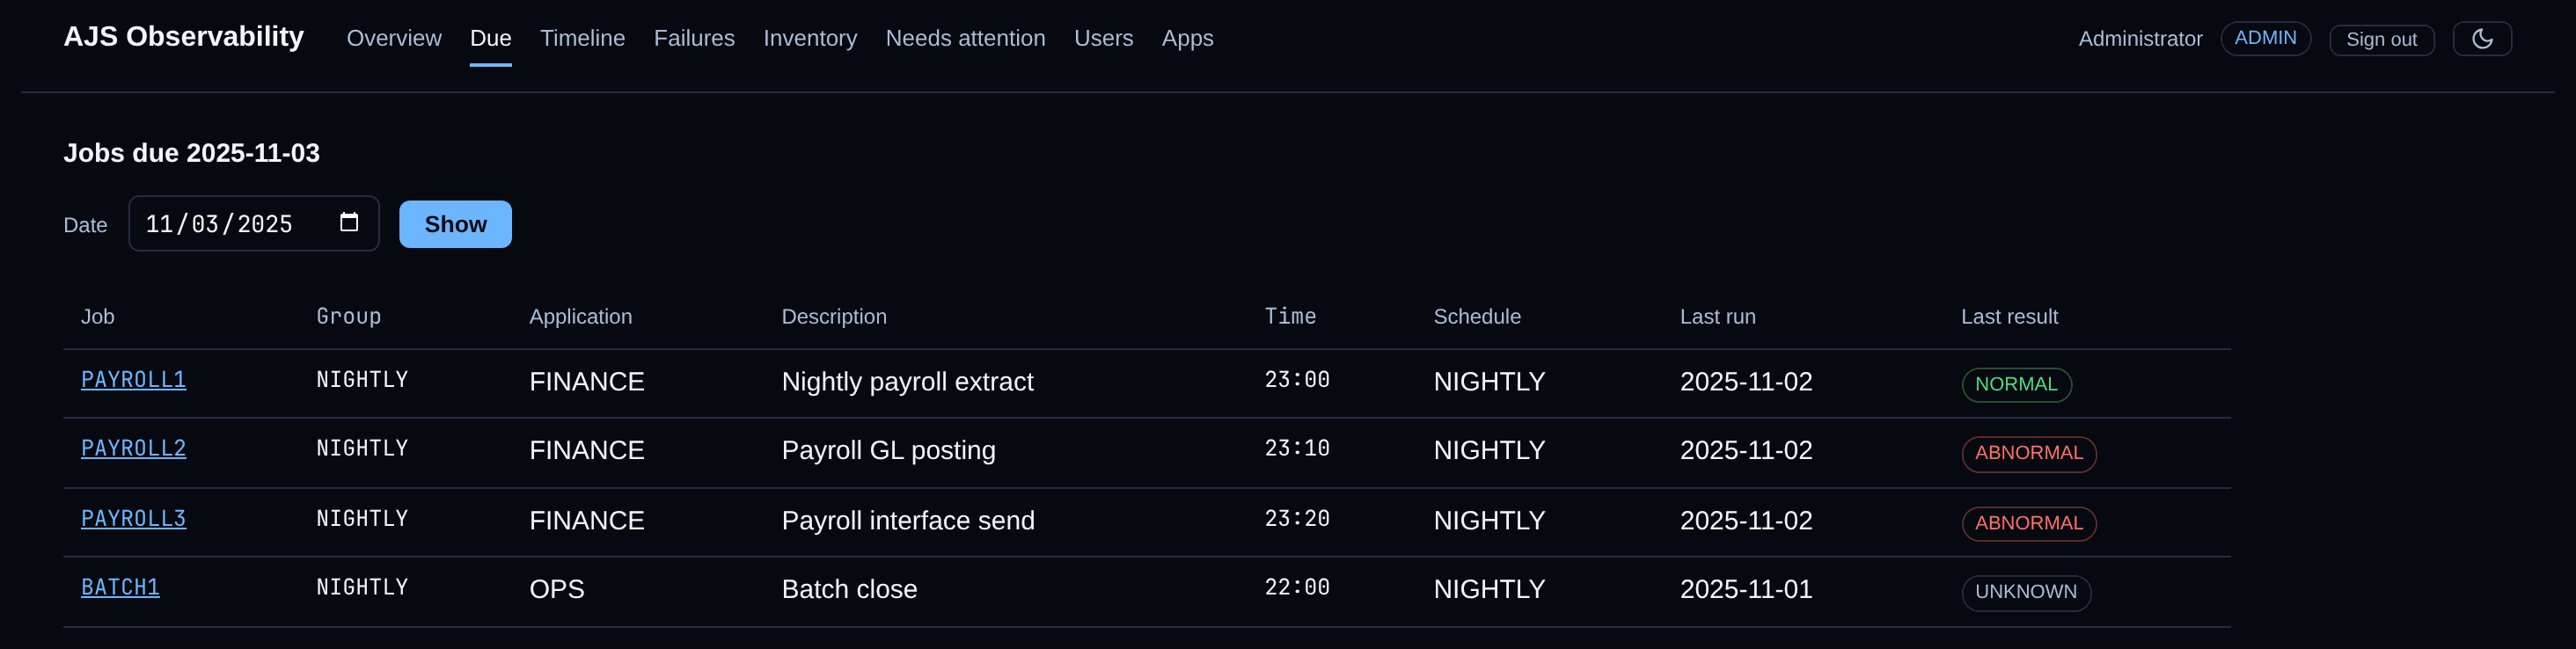 AJS Observability Overview Due Timeline Failures Inventory Needs attention Users Apps Administrator ADMIN Sign out
Jobs due 2025-11-03
Date 11/03/2025 Show
Job Group Application Description Time Schedule Last run Last result
PAYROLL1 NIGHTLY FINANCE Nightly payroll extract 23:00 NIGHTLY 2025-11-02 NORMAL
PAYROLL2 NIGHTLY FINANCE Payroll GL posting 23:10 NIGHTLY 2025-11-02 ABNORMAL
PAYROLL3 NIGHTLY FINANCE Payroll interface send 23:20 NIGHTLY 2025-11-02 ABNORMAL
BATCH1 NIGHTLY OPS Batch close 22:00 NIGHTLY 2025-11-01 UNKNOWN